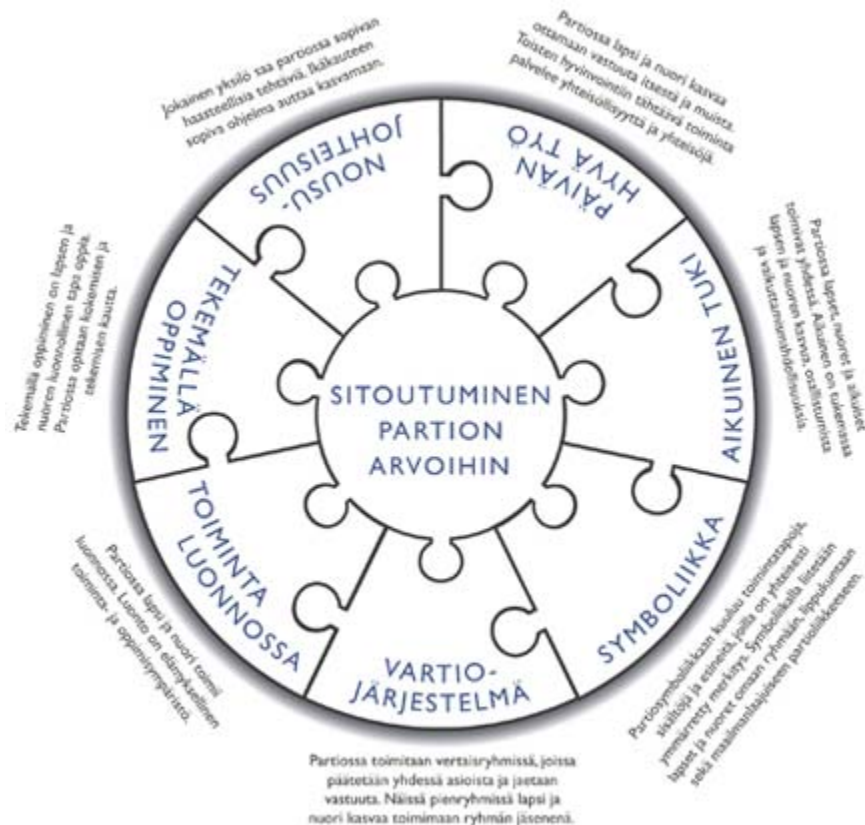 Jokainen yksilö saa partiossa sopivan
haasteellisia tehtäviä. Ikäkauteen
sopiva ohjelma auttaa kasvamaan.
NOUSU-
JOHTEISUUS
Partiossa lapsi ja nuori kasvaa
ottamaan vastuuta itsestä ja muista.
Toisten hyvinvointiin tähtäävä toiminta
palvelee yhteisöllisyyttä ja yhteisöjä.
PÄIVÄN
HYVÄ TYÖ
Partiossa lapset, nuoret ja aikuiset
toimivat yhdessä. Aikuinen on tukemassa
lapsen ja nuoren kasvua, osallistumista
ja vaikuttamismahdollisuuksia.
AIKUINEN TUKI
Partiosymboliikkaan kuuluu toimintatapoja,
sisältöjä ja esineitä, joilla on yhteisesti
ymmärretty merkitys. Symboliikalla liitetään
lapset ja nuoret omaan ryhmään, lippukuntaan
sekä maailmanlaajuiseen partioliikkeeseen
SYMBOLIIKKA
VARTIO-
JÄRJESTELMÄ
Partiossa toimitaan vertaisryhmissä, joissa
päätetään yhdessä asioista ja jaetaan
vastuuta. Näissä pienryhmissä lapsi ja
nuori kasvaa toimimaan ryhmän jäsenenä.
TOIMINTA
LUONNOSSA
Partiossa lapsi ja nuori toimii
luonnossa. Luonto on elämyksellinen
toiminta- ja oppimisympäristö.
TEKEMÄLLÄ
OPPIMINEN
Tekemällä oppiminen on lapsen ja
nuoren luonnollinen tapa oppia.
Partiossa opitaan kokemisen ja
tekemisen kautta.
SITOUTUMINEN
PARTION
ARVOIHIN